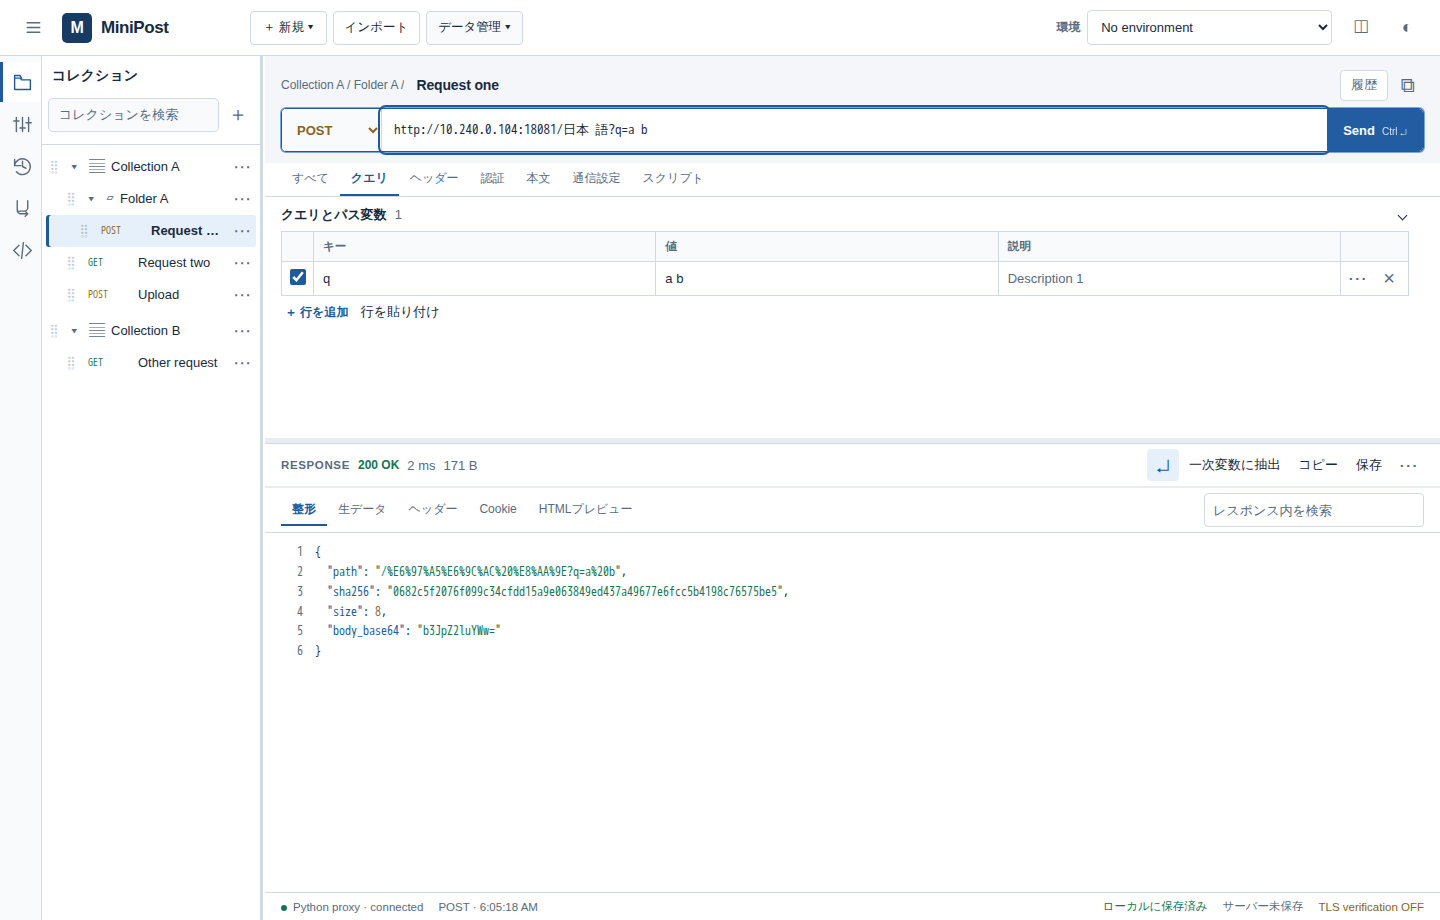 M MiniPost
＋ 新規 ▾ インポート データ管理 ▾
環境 No environment
コレクション
コレクションを検索 ＋
Collection A ···
Folder A ···
POST Request ... ···
GET Request two ···
POST Upload ···
Collection B ···
GET Other request ···
Collection A / Folder A / Request one 履歴
POST http://10.240.0.104:18081/日本 語?q=a b Send Ctrl ↵
すべて クエリ ヘッダー 認証 本文 通信設定 スクリプト
クエリとパス変数 1
キー 値 説明
q a b Description 1 ··· ✕
＋ 行を追加 行を貼り付け
RESPONSE 200 OK 2 ms 171 B
一次変数に抽出 コピー 保存 ···
整形 生データ ヘッダー Cookie HTMLプレビュー レスポンス内を検索
1 {
2 "path": "/%E6%97%A5%E6%9C%AC%20%E8%AA%9E?q=a%20b",
3 "sha256": "0682c5f2076f099c34cfdd15a9e063849ed437a49677e6fcc5b4198c76575be5",
4 "size": 8,
5 "body_base64": "b3JpZ2luYWw="
6 }
Python proxy · connected POST · 6:05:18 AM
ローカルに保存済み サーバー未保存 TLS verification OFF